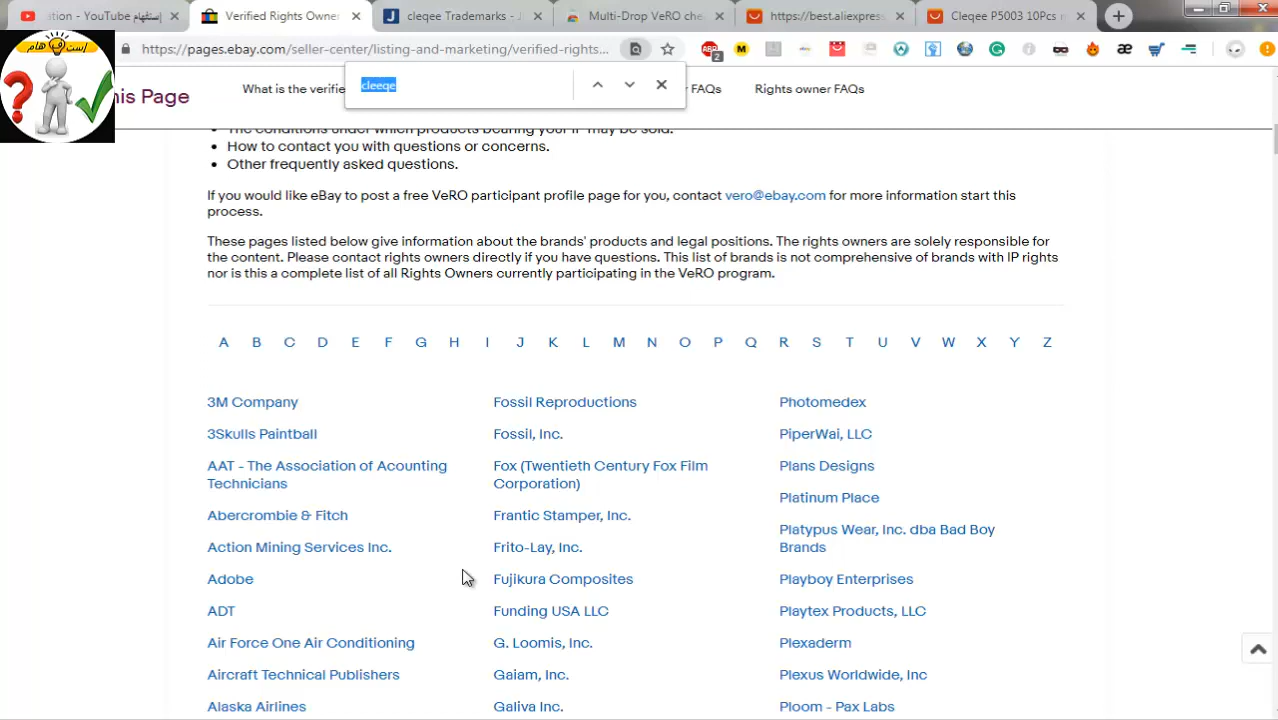 ation - YouTube إستفهام
Verified Rights Owne
cleqee Trademarks - J
Multi-Drop VeRO che
https://best.aliexpres
Cleqee P5003 10Pcs
https://pages.ebay.com/seller-center/listing-and-marketing/verified-rights...
إستفهام
cleeqe
his Page
What is the verifie
r FAQs
Rights owner FAQs
The conditions under which products bearing your IP may be sold.
How to contact you with questions or concerns.
Other frequently asked questions.
If you would like eBay to post a free VeRO participant profile page for you, contact vero@ebay.com for more information start this
process.
These pages listed below give information about the brands' products and legal positions. The rights owners are solely responsible for
the content. Please contact rights owners directly if you have questions. This list of brands is not comprehensive of brands with IP rights
nor is this a complete list of all Rights Owners currently participating in the VeRO program.
A B C D E F G H I J K L M N O P Q R S T U V W X Y Z
3M Company
3Skulls Paintball
AAT - The Association of Acounting
Technicians
Abercrombie & Fitch
Action Mining Services Inc.
Adobe
ADT
Air Force One Air Conditioning
Aircraft Technical Publishers
Alaska Airlines
Fossil Reproductions
Fossil, Inc.
Fox (Twentieth Century Fox Film
Corporation)
Frantic Stamper, Inc.
Frito-Lay, Inc.
Fujikura Composites
Funding USA LLC
G. Loomis, Inc.
Gaiam, Inc.
Galiva Inc.
Photomedex
PiperWai, LLC
Plans Designs
Platinum Place
Platypus Wear, Inc. dba Bad Boy
Brands
Playboy Enterprises
Playtex Products, LLC
Plexaderm
Plexus Worldwide, Inc
Ploom - Pax Labs